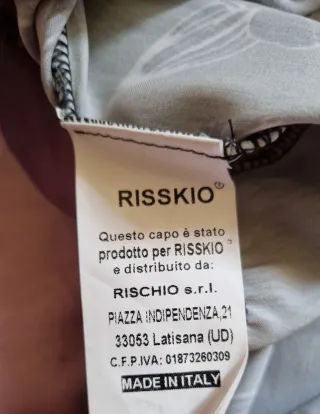 RISSKIO®
Questo capo è stato
prodotto per RISSKIO®
e distribuito da:
RISCHIO s.r.l.
PIAZZA INDIPENDENZA,21
33053 Latisana (UD)
C.F.P.IVA: 01873260309
MADE IN ITALY